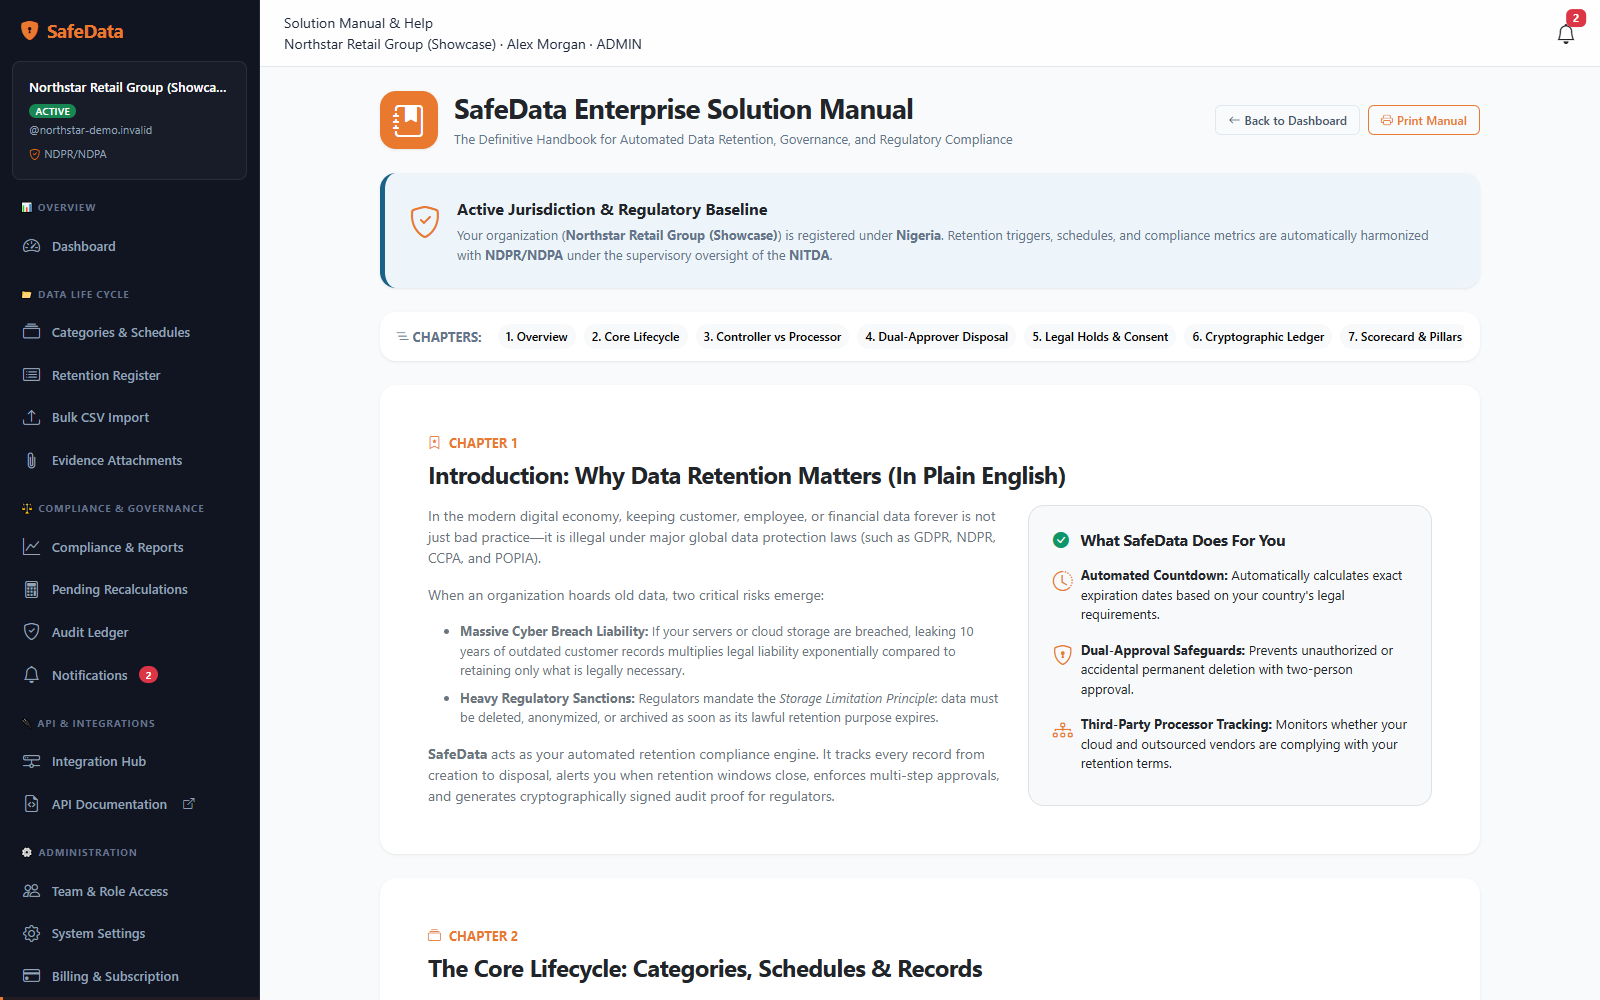 SafeData
Northstar Retail Group (Showca...
ACTIVE
@northstar-demo.invalid
NDPR/NDPA
OVERVIEW
Dashboard
DATA LIFE CYCLE
Categories & Schedules
Retention Register
Bulk CSV Import
Evidence Attachments
COMPLIANCE & GOVERNANCE
Compliance & Reports
Pending Recalculations
Audit Ledger
Notifications 2
API & INTEGRATIONS
Integration Hub
API Documentation
ADMINISTRATION
Team & Role Access
System Settings
Billing & Subscription
Solution Manual & Help
Northstar Retail Group (Showcase) · Alex Morgan · ADMIN
2
SafeData Enterprise Solution Manual
The Definitive Handbook for Automated Data Retention, Governance, and Regulatory Compliance
← Back to Dashboard
Print Manual
Active Jurisdiction & Regulatory Baseline
Your organization (Northstar Retail Group (Showcase)) is registered under Nigeria. Retention triggers, schedules, and compliance metrics are automatically harmonized
with NDPR/NDPA under the supervisory oversight of the NITDA.
CHAPTERS: 1. Overview 2. Core Lifecycle 3. Controller vs Processor 4. Dual-Approver Disposal 5. Legal Holds & Consent 6. Cryptographic Ledger 7. Scorecard & Pillars
CHAPTER 1
Introduction: Why Data Retention Matters (In Plain English)
In the modern digital economy, keeping customer, employee, or financial data forever is not
just bad practice—it is illegal under major global data protection laws (such as GDPR, NDPR,
CCPA, and POPIA).
When an organization hoards old data, two critical risks emerge:
• Massive Cyber Breach Liability: If your servers or cloud storage are breached, leaking 10
years of outdated customer records multiplies legal liability exponentially compared to
retaining only what is legally necessary.
• Heavy Regulatory Sanctions: Regulators mandate the Storage Limitation Principle: data must
be deleted, anonymized, or archived as soon as its lawful retention purpose expires.
SafeData acts as your automated retention compliance engine. It tracks every record from
creation to disposal, alerts you when retention windows close, enforces multi-step approvals,
and generates cryptographically signed audit proof for regulators.
What SafeData Does For You
Automated Countdown: Automatically calculates exact
expiration dates based on your country's legal
requirements.
Dual-Approval Safeguards: Prevents unauthorized or
accidental permanent deletion with two-person
approval.
Third-Party Processor Tracking: Monitors whether your
cloud and outsourced vendors are complying with your
retention terms.
CHAPTER 2
The Core Lifecycle: Categories, Schedules & Records